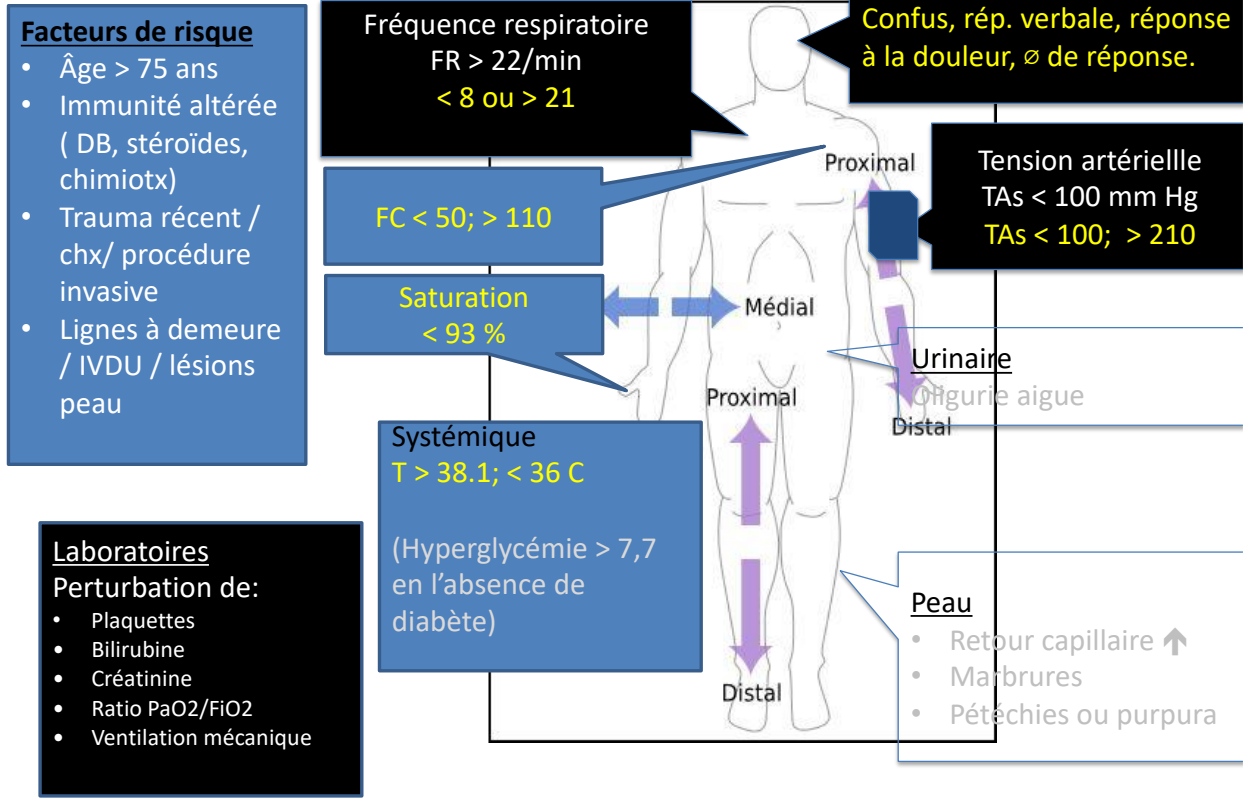 Facteurs de risque
• Âge > 75 ans
• Immunité altérée
( DB, stéroïdes,
chimiotx)
• Trauma récent /
chx/ procédure
invasive
• Lignes à demeure
/ IVDU / lésions
peau
Fréquence respiratoire
FR > 22/min
< 8 ou > 21
Confus, rép. verbale, réponse
à la douleur, ∅ de réponse.
FC < 50; > 110
Proximal
Tension artériellle
TAs < 100 mm Hg
TAs < 100; > 210
Saturation
< 93 %
Médial
Urinaire
Oligurie aigue
Distal
Proximal
Systémique
T > 38.1; < 36 C
(Hyperglycémie > 7,7
en l’absence de
diabète)
Distal
Laboratoires
Perturbation de:
• Plaquettes
• Bilirubine
• Créatinine
• Ratio PaO2/FiO2
• Ventilation mécanique
Peau
• Retour capillaire ↑
• Marbrures
• Pétéchies ou purpura